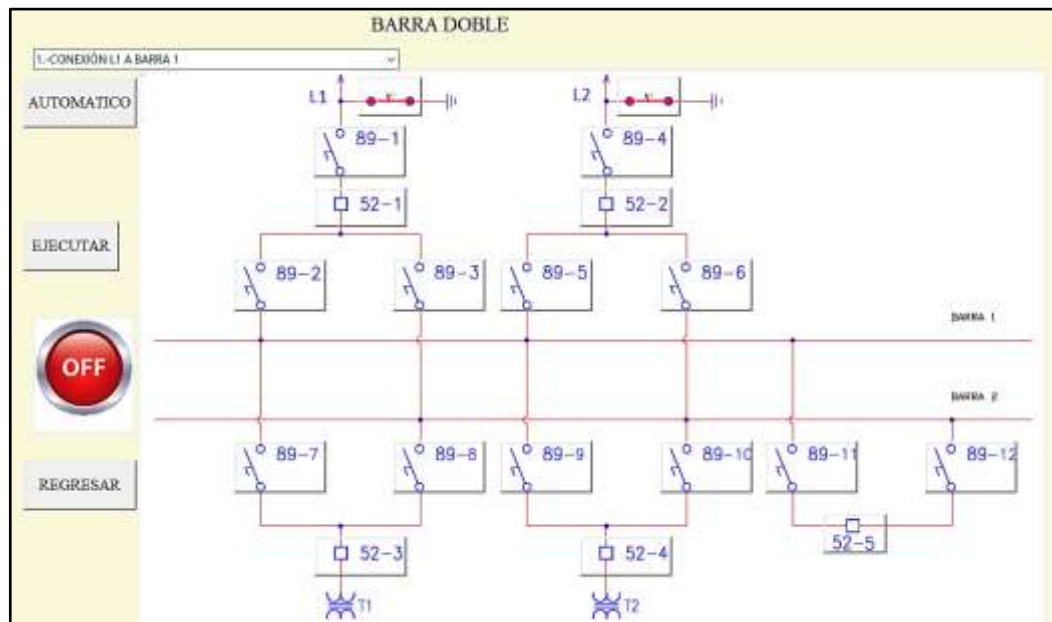 BARRA DOBLE
1.-CONEXIÓN L1 A BARRA 1
AUTOMATICO
L1
L2
89-1
89-4
52-1
52-2
EJECUTAR
89-2
89-3
89-5
89-6
BARRA 1
OFF
BARRA 2
89-7
89-8
89-9
89-10
89-11
89-12
REGRESAR
52-3
52-4
52-5
T1
T2